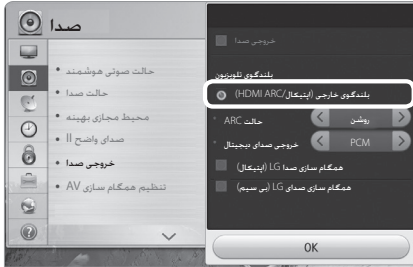 صدا
حالت صوتی هوشمند
حالت صدا
محیط مجازی بهینه
صدای واضح II
خروجی صدا
تنظیم همگام سازی AV
خروجی صدا
بلندگوی تلویزیون
بلندگوی خارجی (اپتیکال/HDMI ARC)
حالت ARC
روشن
خروجی صدای دیجیتال
PCM
همگام سازی صدا LG (اپتیکال)
همگام سازی صدای LG (بی سیم)
OK